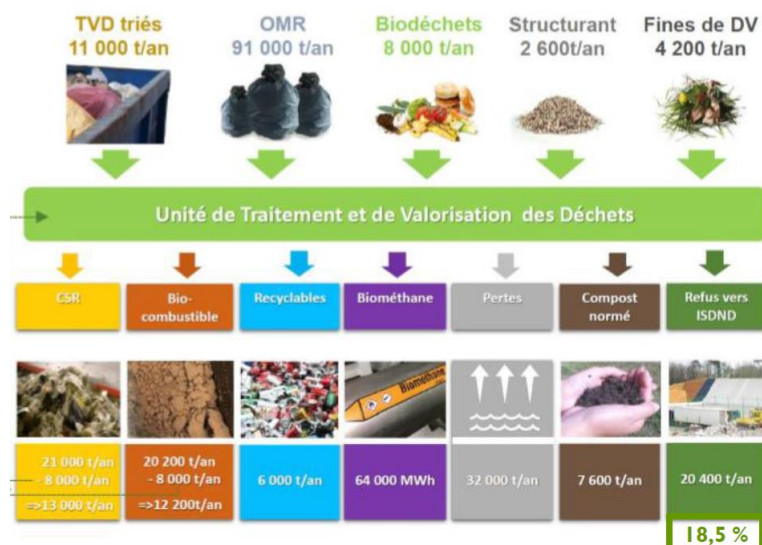 TVD triés
11 000 t/an
OMR
91 000 t/an
Biodéchets
8 000 t/an
Structurant
2 600t/an
Fines de DV
4 200 t/an
Unité de Traitement et de Valorisation des Déchets
CSR
Bio-
combustible
Recyclables
Biométhane
Pertes
Compost
normé
Refus vers
ISDND
Biomethane
21 000 t/an
- 8 000 t/an
=>13 000 t/an
20 200 t/an
- 8 000 t/an
=>12 200t/an
6 000 t/an
64 000 MWh
32 000 t/an
7 600 t/an
20 400 t/an
18,5 %